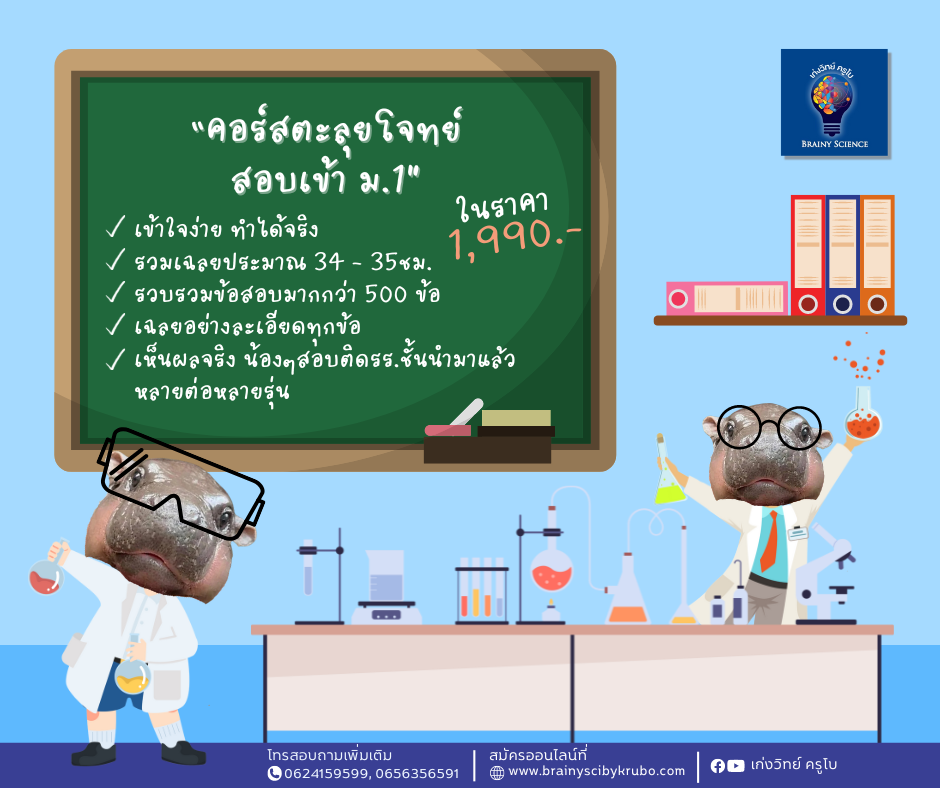 "คอร์สตะลุยโจทย์
สอบเข้า ม.1"
ในราคา
1,990.-
เข้าใจง่าย ทำได้จริง
รวมเฉลยประมาณ 34 - 35ชม.
รวบรวมข้อสอบมากกว่า 500 ข้อ
เฉลยอย่างละเอียดทุกข้อ
เห็นผลจริง น้องๆสอบติดรร.ชั้นนำมาแล้ว
หลายต่อหลายรุ่น
เก่งวิทย์ ครูโบ
BRAINY SCIENCE
โทรสอบถามเพิ่มเติม
0624159599, 0656356591
สมัครออนไลน์ที่
www.brainyscibykrubo.com
เก่งวิทย์ ครูโบ